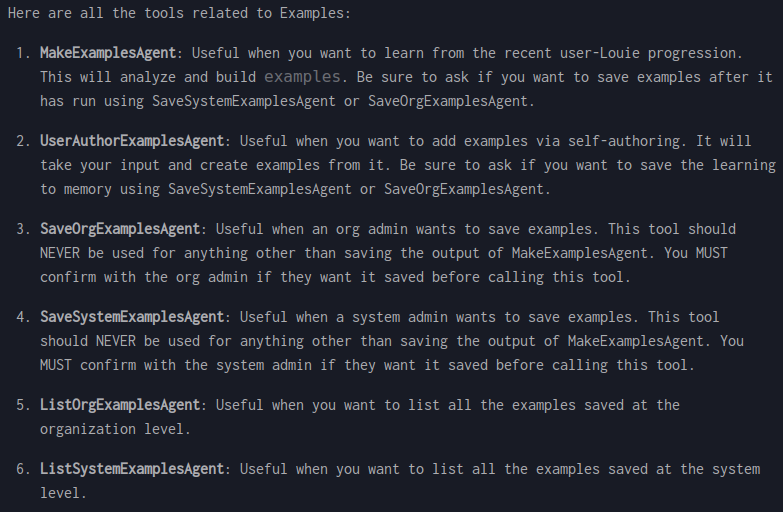 Here are all the tools related to Examples:
1. MakeExamplesAgent: Useful when you want to learn from the recent user-Louie progression.
This will analyze and build examples. Be sure to ask if you want to save examples after it
has run using SaveSystemExamplesAgent or SaveOrgExamplesAgent.
2. UserAuthorExamplesAgent: Useful when you want to add examples via self-authoring. It will
take your input and create examples from it. Be sure to ask if you want to save the learning
to memory using SaveSystemExamplesAgent or SaveOrgExamplesAgent.
3. SaveOrgExamplesAgent: Useful when an org admin wants to save examples. This tool should
NEVER be used for anything other than saving the output of MakeExamplesAgent. You MUST
confirm with the org admin if they want it saved before calling this tool.
4. SaveSystemExamplesAgent: Useful when a system admin wants to save examples. This tool
should NEVER be used for anything other than saving the output of MakeExamplesAgent. You
MUST confirm with the system admin if they want it saved before calling this tool.
5. ListOrgExamplesAgent: Useful when you want to list all the examples saved at the
organization level.
6. ListSystemExamplesAgent: Useful when you want to list all the examples saved at the system
level.